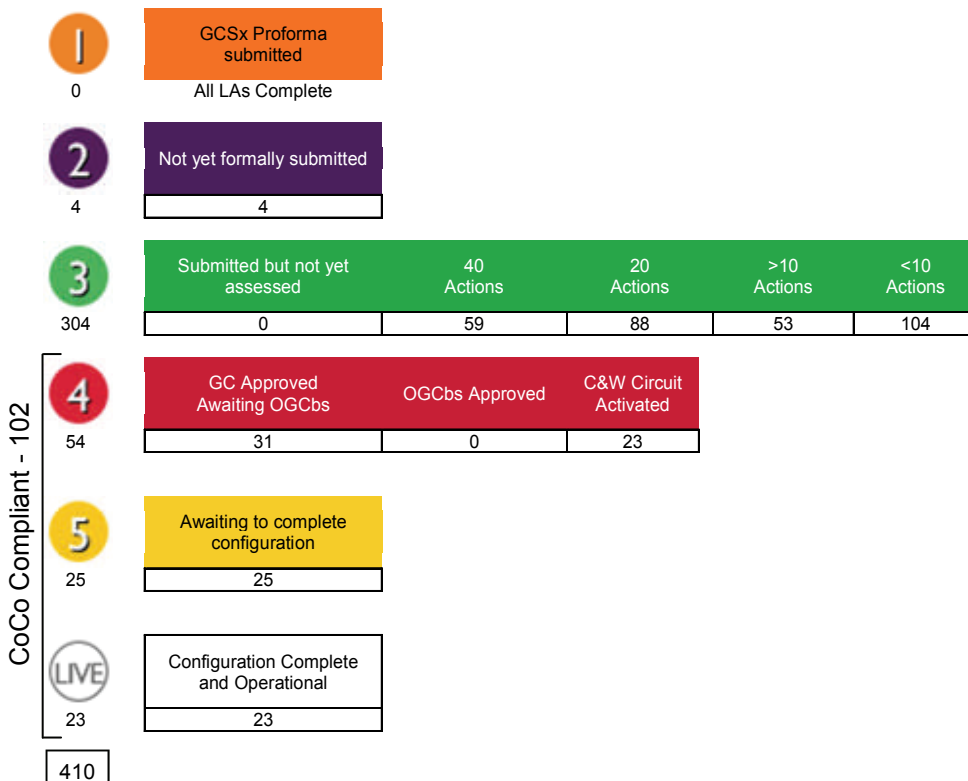 1
GCSx Proforma
submitted
0
All LAs Complete
2
Not yet formally submitted
4
4
3
Submitted but not yet
assessed
40
Actions
20
Actions
>10
Actions
<10
Actions
304
0
59
88
53
104
CoCo Compliant - 102
4
GC Approved
Awaiting OGCbs
OGCbs Approved
C&W Circuit
Activated
54
31
0
23
5
Awaiting to complete
configuration
25
25
LIVE
Configuration Complete
and Operational
23
23
410